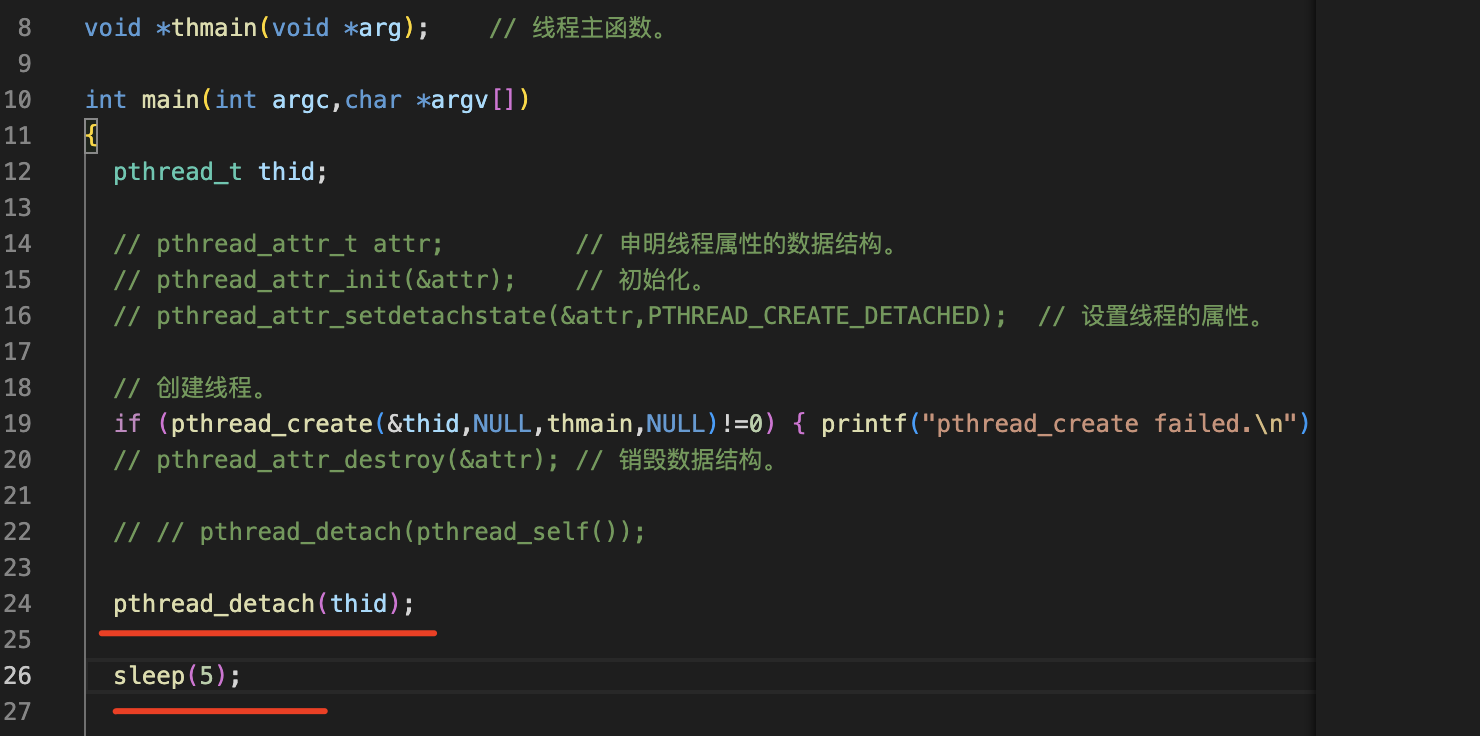 8 void *thmain(void *arg);    // 线程主函数。
9
10 int main(int argc,char *argv[])
11 {
12   pthread_t thid;
13
14   // pthread_attr_t attr;         // 申明线程属性的数据结构。
15   // pthread_attr_init(&attr);    // 初始化。
16   // pthread_attr_setdetachstate(&attr,PTHREAD_CREATE_DETACHED);  // 设置线程的属性。
17
18   // 创建线程。
19   if (pthread_create(&thid,NULL,thmain,NULL)!=0) { printf("pthread_create failed.\n")
20   // pthread_attr_destroy(&attr); // 销毁数据结构。
21
22   // // pthread_detach(pthread_self());
23
24   pthread_detach(thid);
25
26   sleep(5);
27